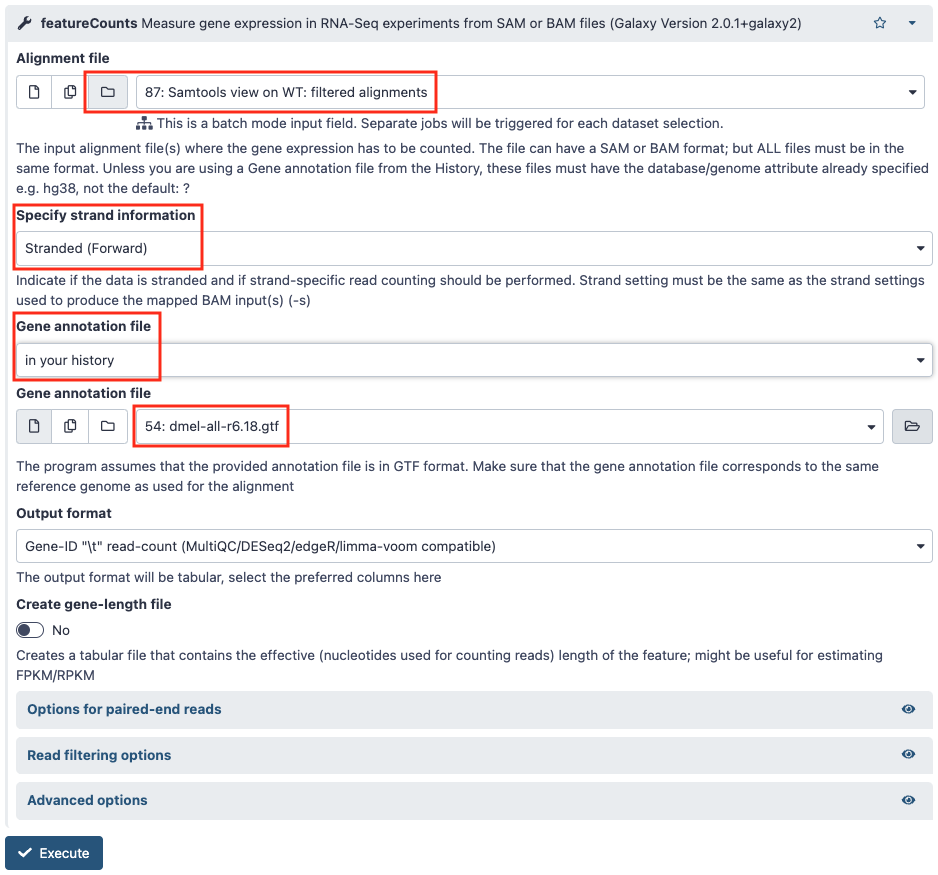 featureCounts Measure gene expression in RNA-Seq experiments from SAM or BAM files (Galaxy Version 2.0.1+galaxy2)
Alignment file
87: Samtools view on WT: filtered alignments
This is a batch mode input field. Separate jobs will be triggered for each dataset selection.
The input alignment file(s) where the gene expression has to be counted. The file can have a SAM or BAM format; but ALL files must be in the
same format. Unless you are using a Gene annotation file from the History, these files must have the database/genome attribute already specified
e.g. hg38, not the default: ?
Specify strand information
Stranded (Forward)
Indicate if the data is stranded and if strand-specific read counting should be performed. Strand setting must be the same as the strand settings
used to produce the mapped BAM input(s) (-s)
Gene annotation file
in your history
Gene annotation file
54: dmel-all-r6.18.gtf
The program assumes that the provided annotation file is in GTF format. Make sure that the gene annotation file corresponds to the same
reference genome as used for the alignment
Output format
Gene-ID "\t" read-count (MultiQC/DESeq2/edgeR/limma-voom compatible)
The output format will be tabular, select the preferred columns here
Create gene-length file
No
Creates a tabular file that contains the effective (nucleotides used for counting reads) length of the feature; might be useful for estimating
FPKM/RPKM
Options for paired-end reads
Read filtering options
Advanced options
Execute